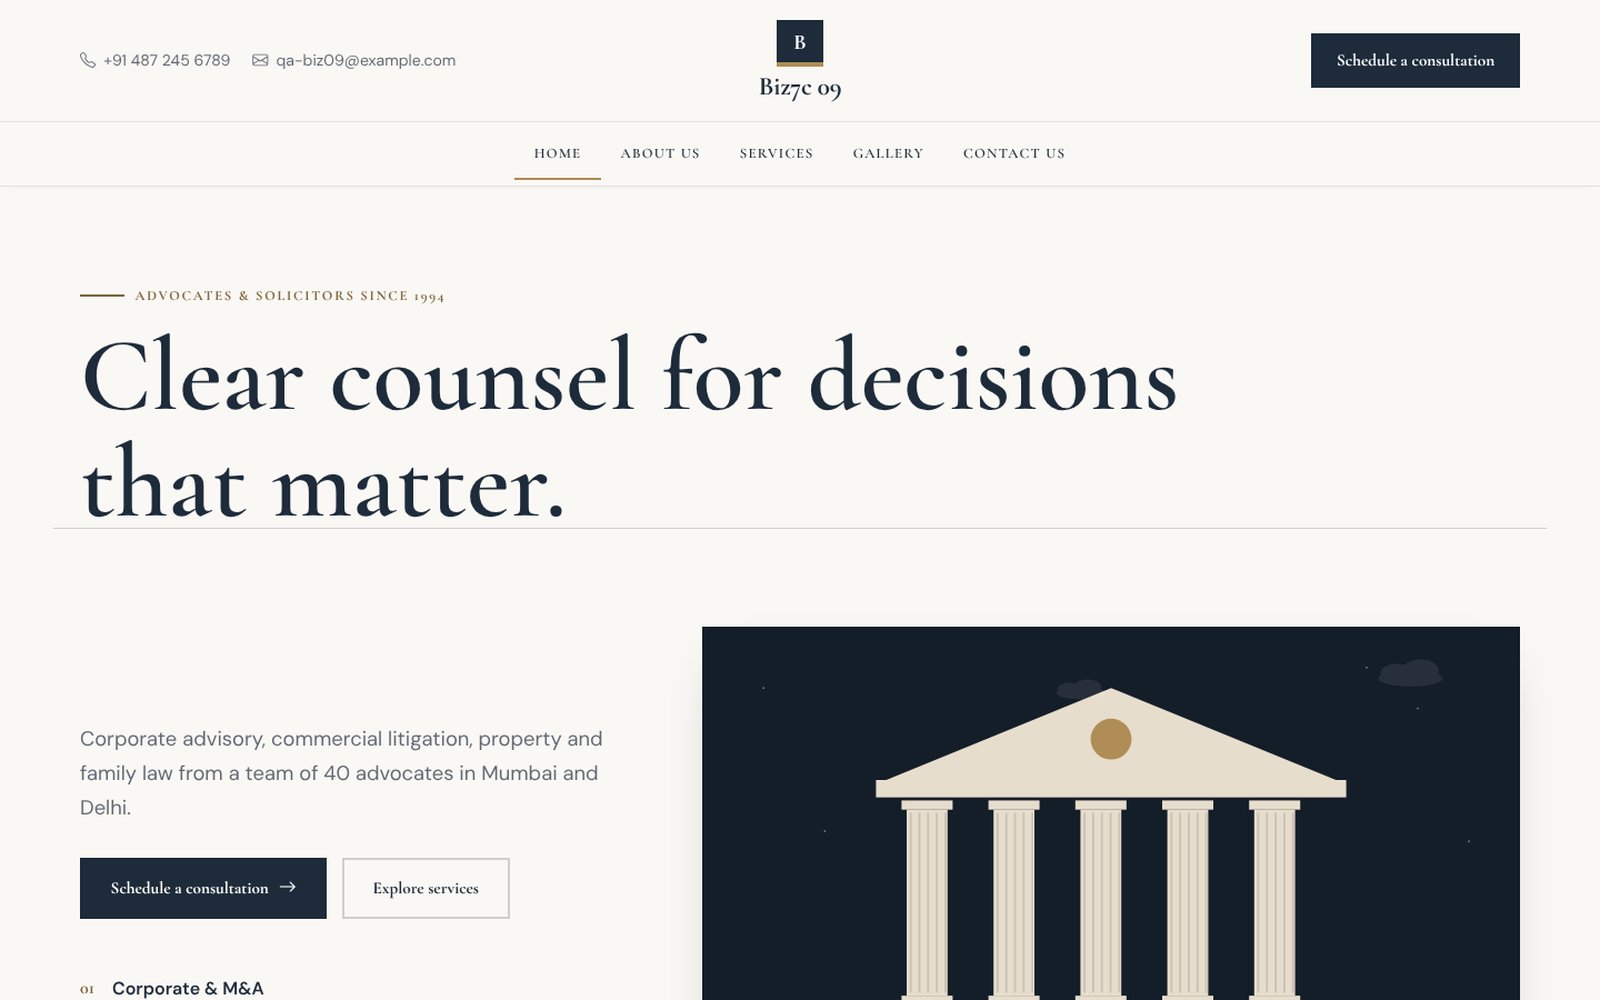 +91 487 245 6789
qa-biz09@example.com
B
Biz7c 09
Schedule a consultation
HOME
ABOUT US
SERVICES
GALLERY
CONTACT US
ADVOCATES & SOLICITORS SINCE 1994
Clear counsel for decisions
that matter.
Corporate advisory, commercial litigation, property and
family law from a team of 40 advocates in Mumbai and
Delhi.
Schedule a consultation →
Explore services
01 Corporate & M&A